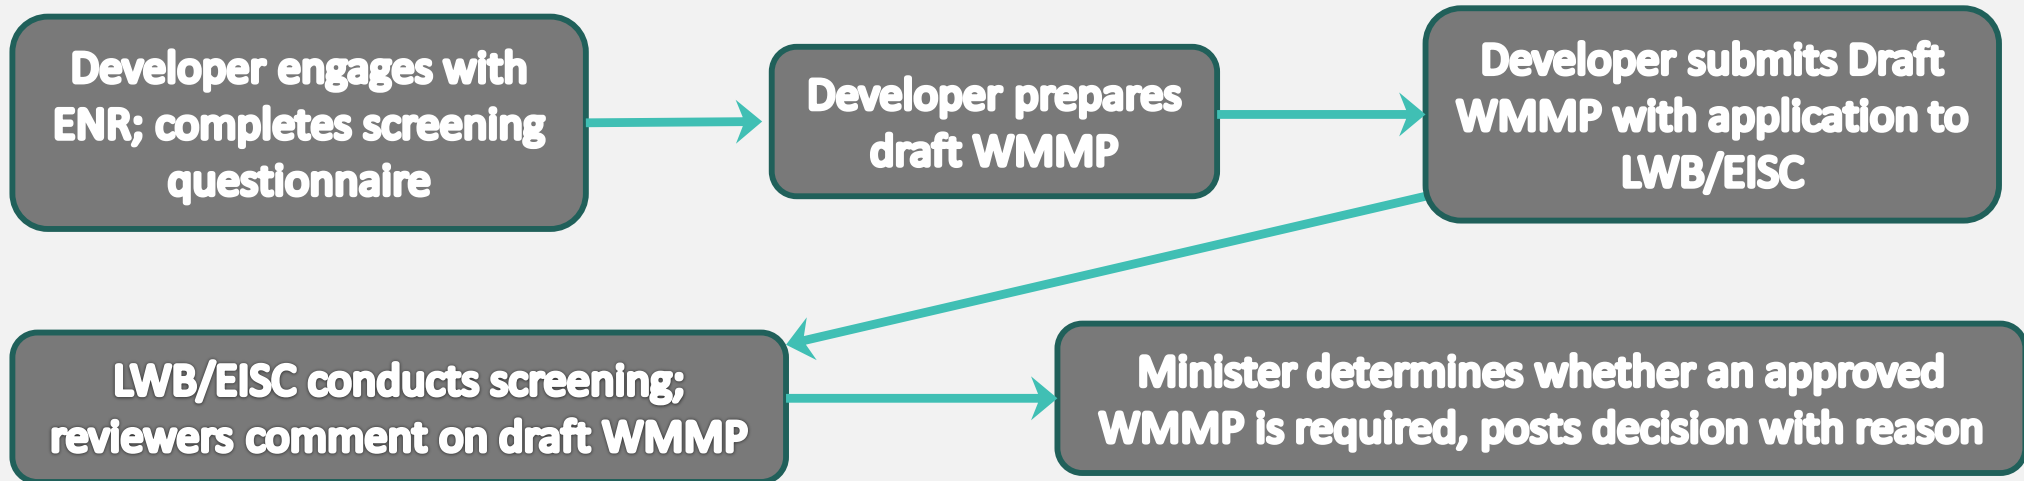 Developer engages with
ENR; completes screening
questionnaire
Developer prepares
draft WMMP
Developer submits Draft
WMMP with application to
LWB/EISC
LWB/EISC conducts screening;
reviewers comment on draft WMMP
Minister determines whether an approved
WMMP is required, posts decision with reason